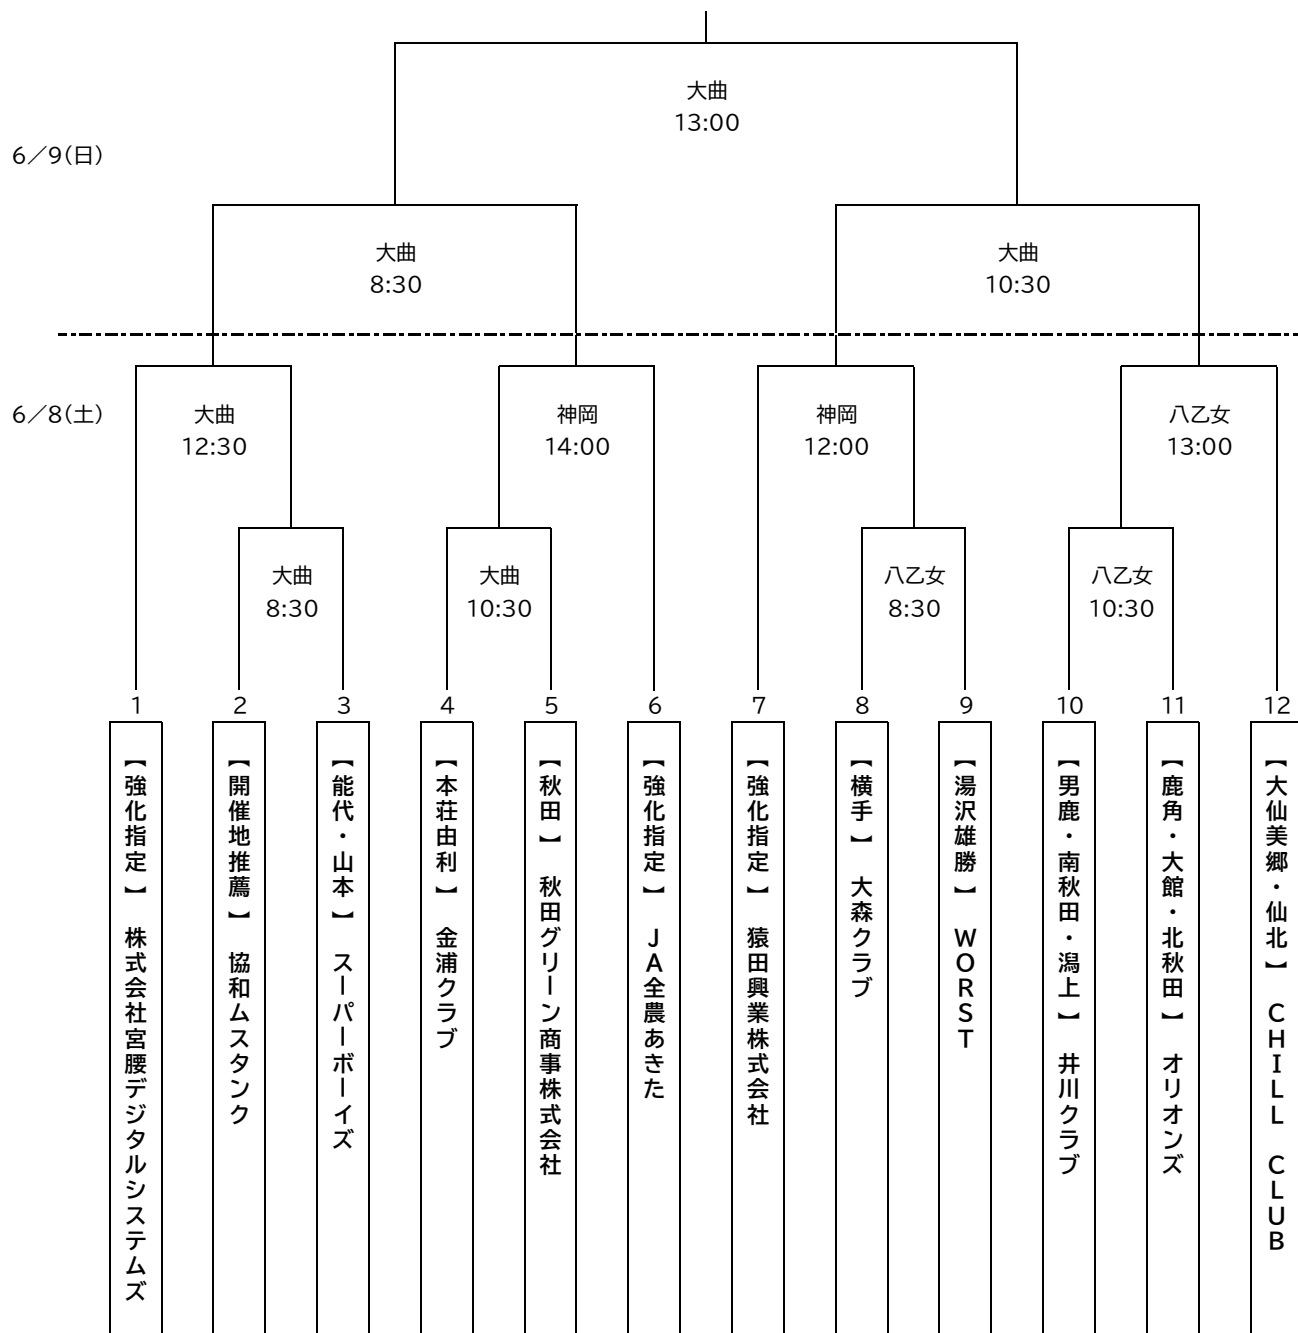 大曲
13:00
6／9(日)
大曲
8:30
大曲
10:30
6／8(土)
大曲
12:30
神岡
14:00
神岡
12:00
八乙女
13:00
大曲
8:30
大曲
10:30
八乙女
8:30
八乙女
10:30
1
2
3
4
5
6
7
8
9
10
11
12
【強化指定】　株式会社宮腰デジタルシステムズ
【開催地推薦】　協和ムスタンク
【能代・山本】　スーパーボーイズ
【本荘由利】　金浦クラブ
【秋田】　秋田グリーン商事株式会社
【強化指定】　ＪＡ全農あきた
【強化指定】　猿田興業株式会社
【横手】　大森クラブ
【湯沢雄勝】　ＷＯＲＳＴ
【男鹿・南秋田・潟上】　井川クラブ
【鹿角・大館・北秋田】　オリオンズ
【大仙美郷・仙北】　ＣＨＩＬＬ　ＣＬＵＢ